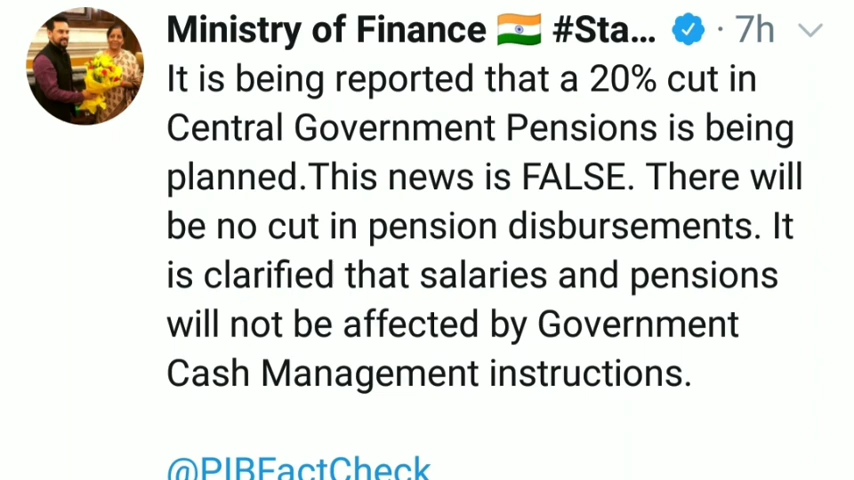 Ministry of Finance 🇮🇳 #Sta... · 7h
It is being reported that a 20% cut in
Central Government Pensions is being
planned.This news is FALSE. There will
be no cut in pension disbursements. It
is clarified that salaries and pensions
will not be affected by Government
Cash Management instructions.
@PIBFactCheck